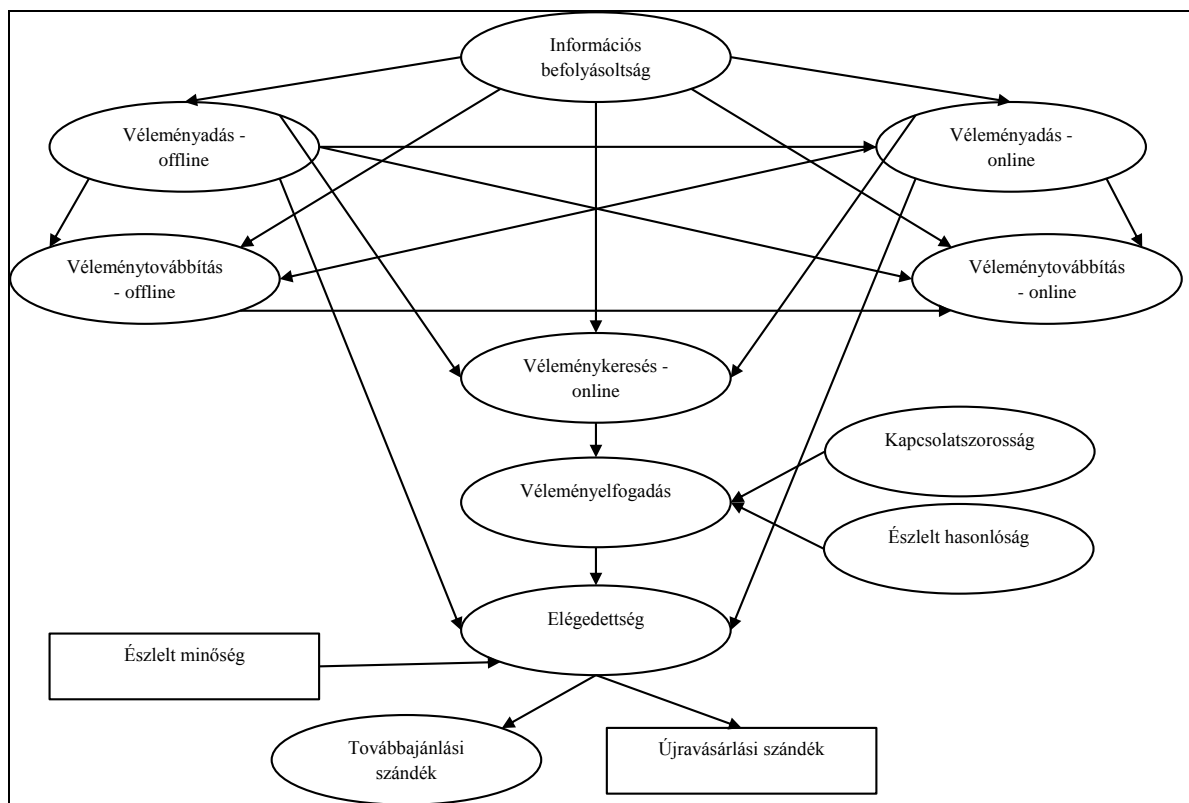 Információs
befolyásoltság
Véleményadás -
offline
Véleményadás -
online
Véleménytovábbítás
- offline
Véleménytovábbítás
- online
Véleménykeresés -
online
Kapcsolatszorosság
Véleményelfogadás
Észlelt hasonlóság
Elégedettség
Észlelt minőség
Továbbajánlási
szándék
Újravásárlási szándék